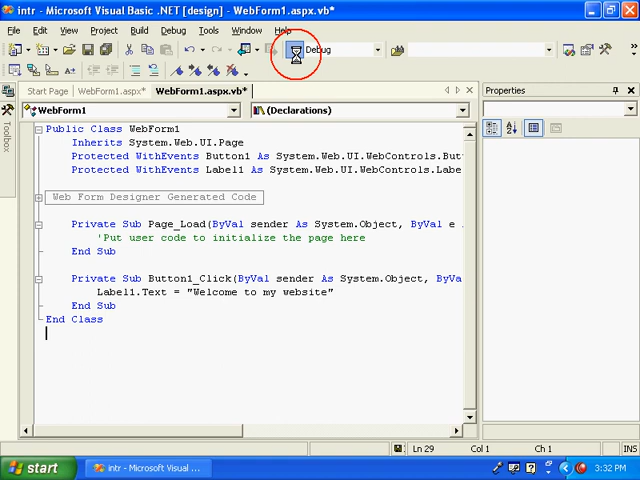 intr - Microsoft Visual Basic .NET [design] - WebForm1.aspx.vb*
File Edit View Project Build Debug Tools Window Help
Debug
Start Page WebForm1.aspx* WebForm1.aspx.vb*
WebForm1 (Declarations)
Properties
Toolbox
Public Class WebForm1
Inherits System.Web.UI.Page
Protected WithEvents Button1 As System.Web.UI.WebControls.But
Protected WithEvents Label1 As System.Web.UI.WebControls.Labe
Web Form Designer Generated Code
Private Sub Page_Load(ByVal sender As System.Object, ByVal e
'Put user code to initialize the page here
End Sub
Private Sub Button1_Click(ByVal sender As System.Object, ByVa
Label1.Text = "Welcome to my website"
End Sub
End Class
Ln 29 Col 1 Ch 1 INS
start intr - Microsoft Visual ... 3:32 PM